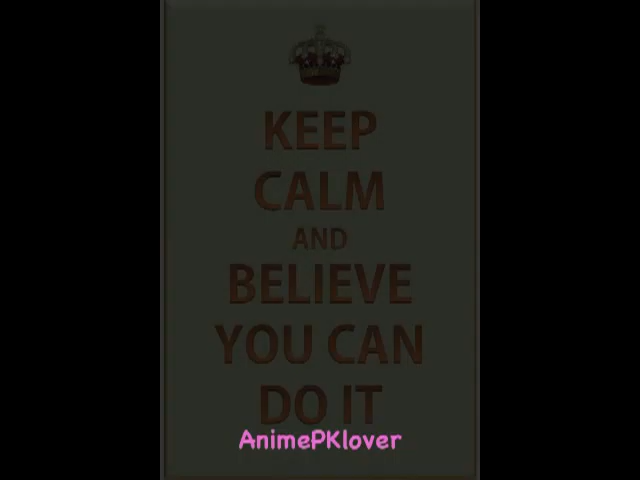 KEEP
CALM
AND
BELIEVE
YOU CAN
DO IT
AnimePKlover